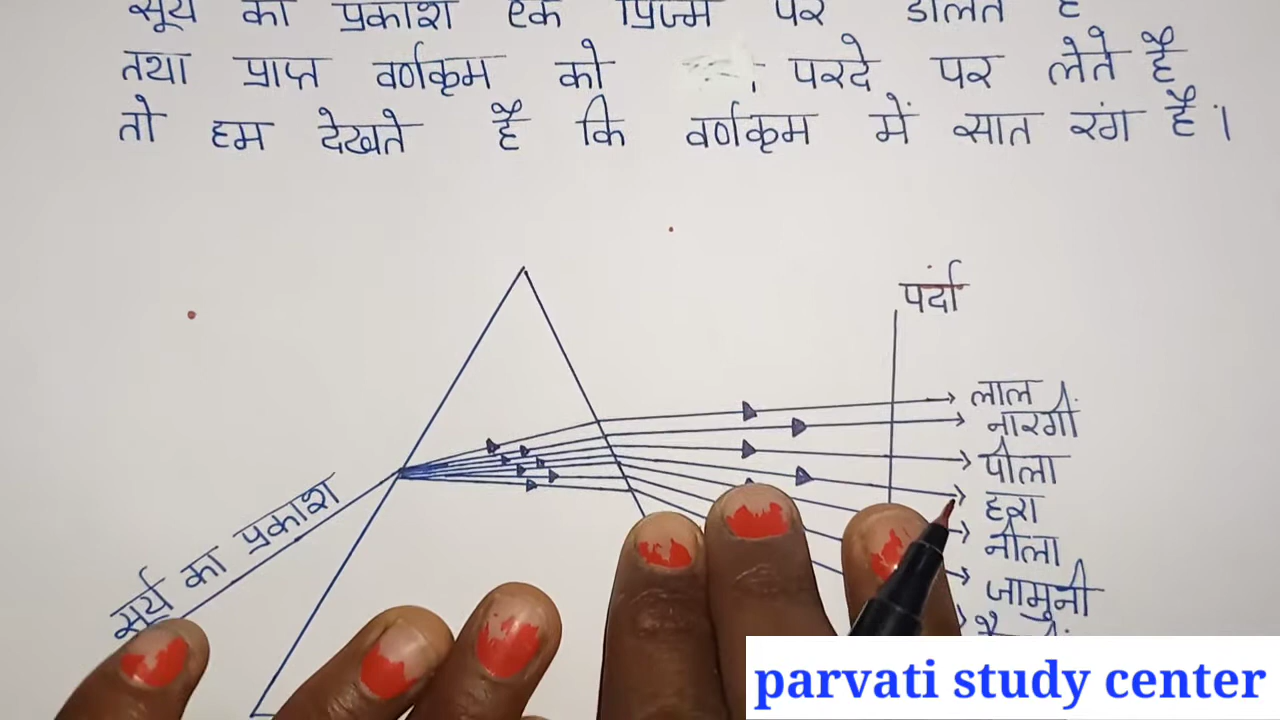 सूर्य का प्रकाश एक प्रिज्म पर डालते है
तथा प्राप्त वर्णक्रम को परदे पर लेते है
तो हम देखते है कि वर्णक्रम में सात रंग है।
पर्दा
लाल
नारंगी
पीला
हरा
नीला
जामुनी
सूर्य का प्रकाश
parvati study center